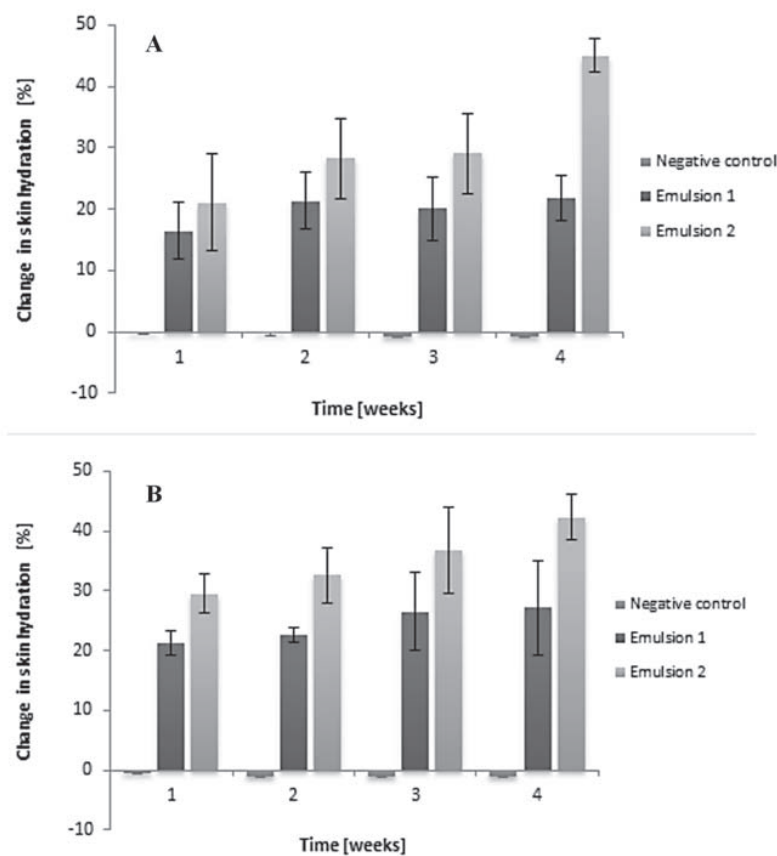 A
50
40
30
20
10
0
-10
Change in skin hydration [%]
1 2 3 4
Time [weeks]
Negative control
Emulsion 1
Emulsion 2
B
50
40
30
20
10
0
-10
Change in skin hydration [%]
1 2 3 4
Time [weeks]
Negative control
Emulsion 1
Emulsion 2